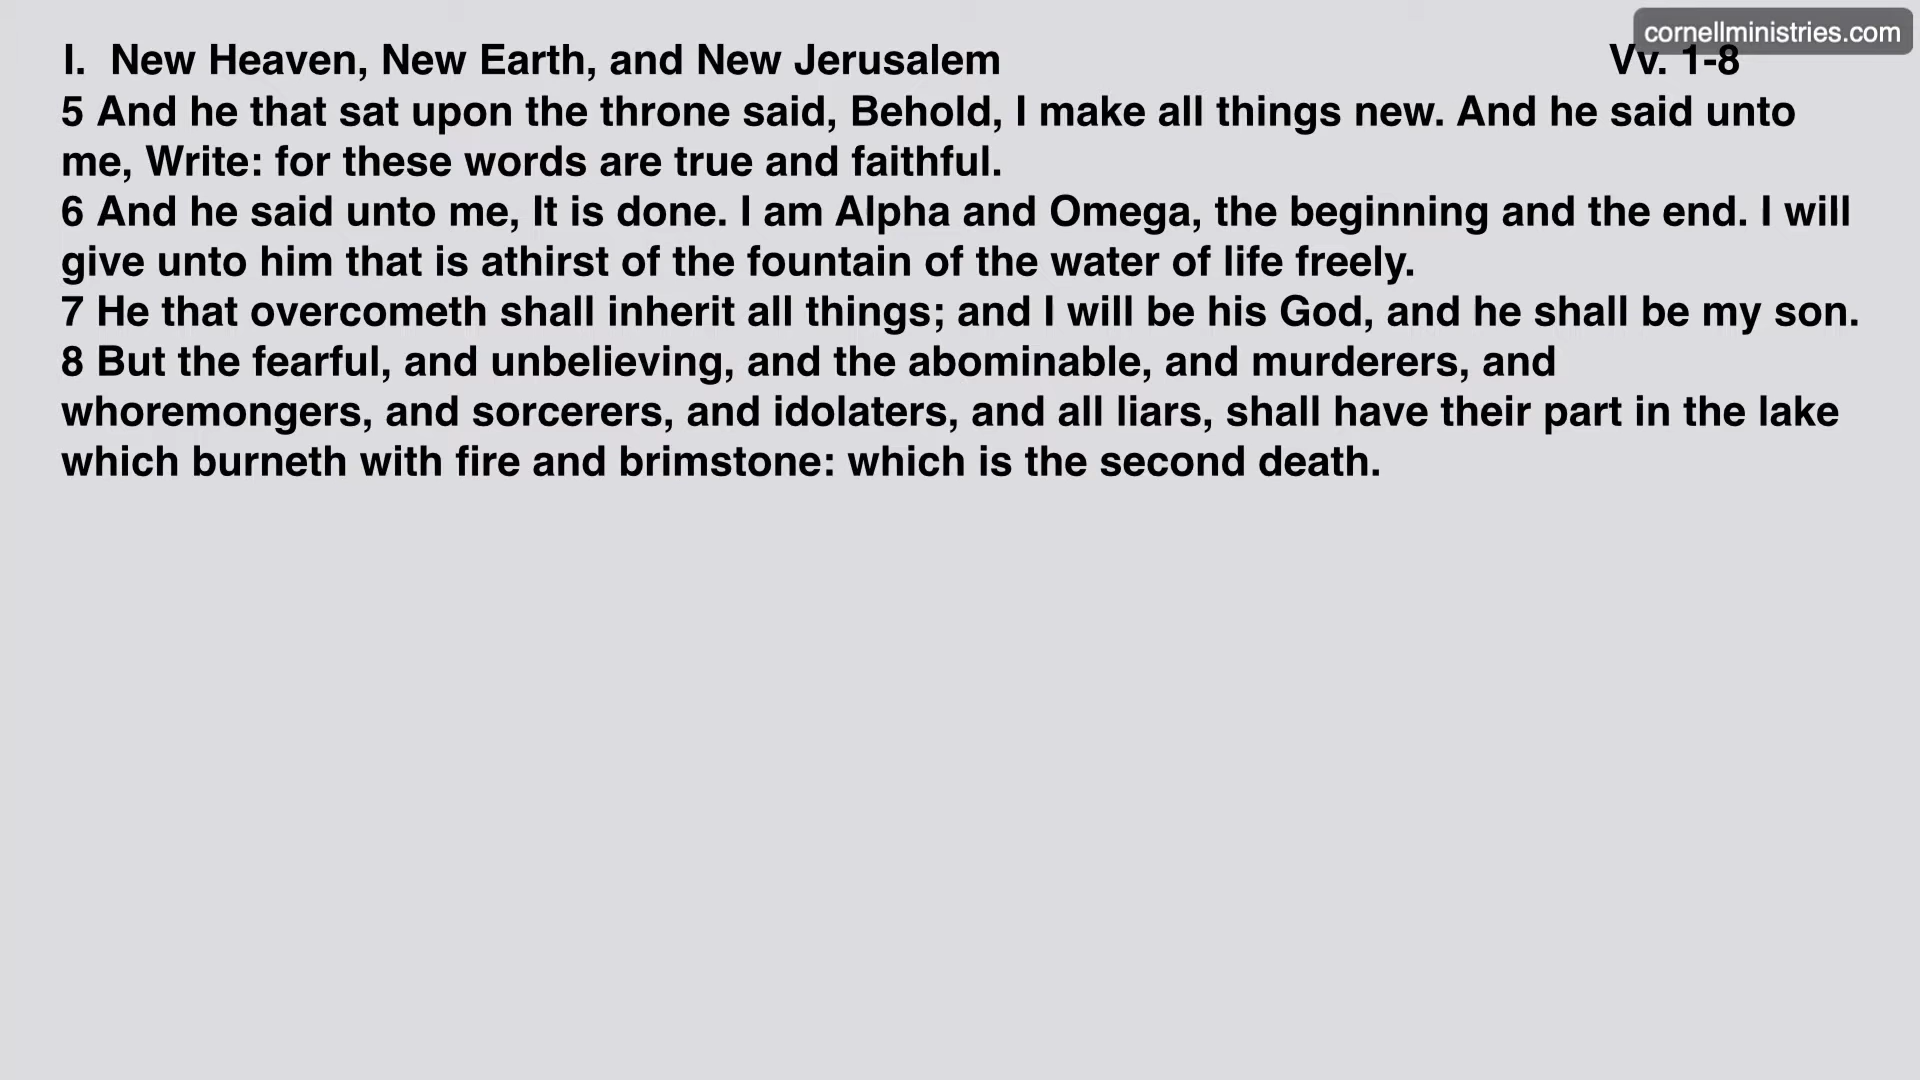 cornellministries.com
I. New Heaven, New Earth, and New Jerusalem Vv. 1-8
5 And he that sat upon the throne said, Behold, I make all things new. And he said unto
me, Write: for these words are true and faithful.
6 And he said unto me, It is done. I am Alpha and Omega, the beginning and the end. I will
give unto him that is athirst of the fountain of the water of life freely.
7 He that overcometh shall inherit all things; and I will be his God, and he shall be my son.
8 But the fearful, and unbelieving, and the abominable, and murderers, and
whoremongers, and sorcerers, and idolaters, and all liars, shall have their part in the lake
which burneth with fire and brimstone: which is the second death.